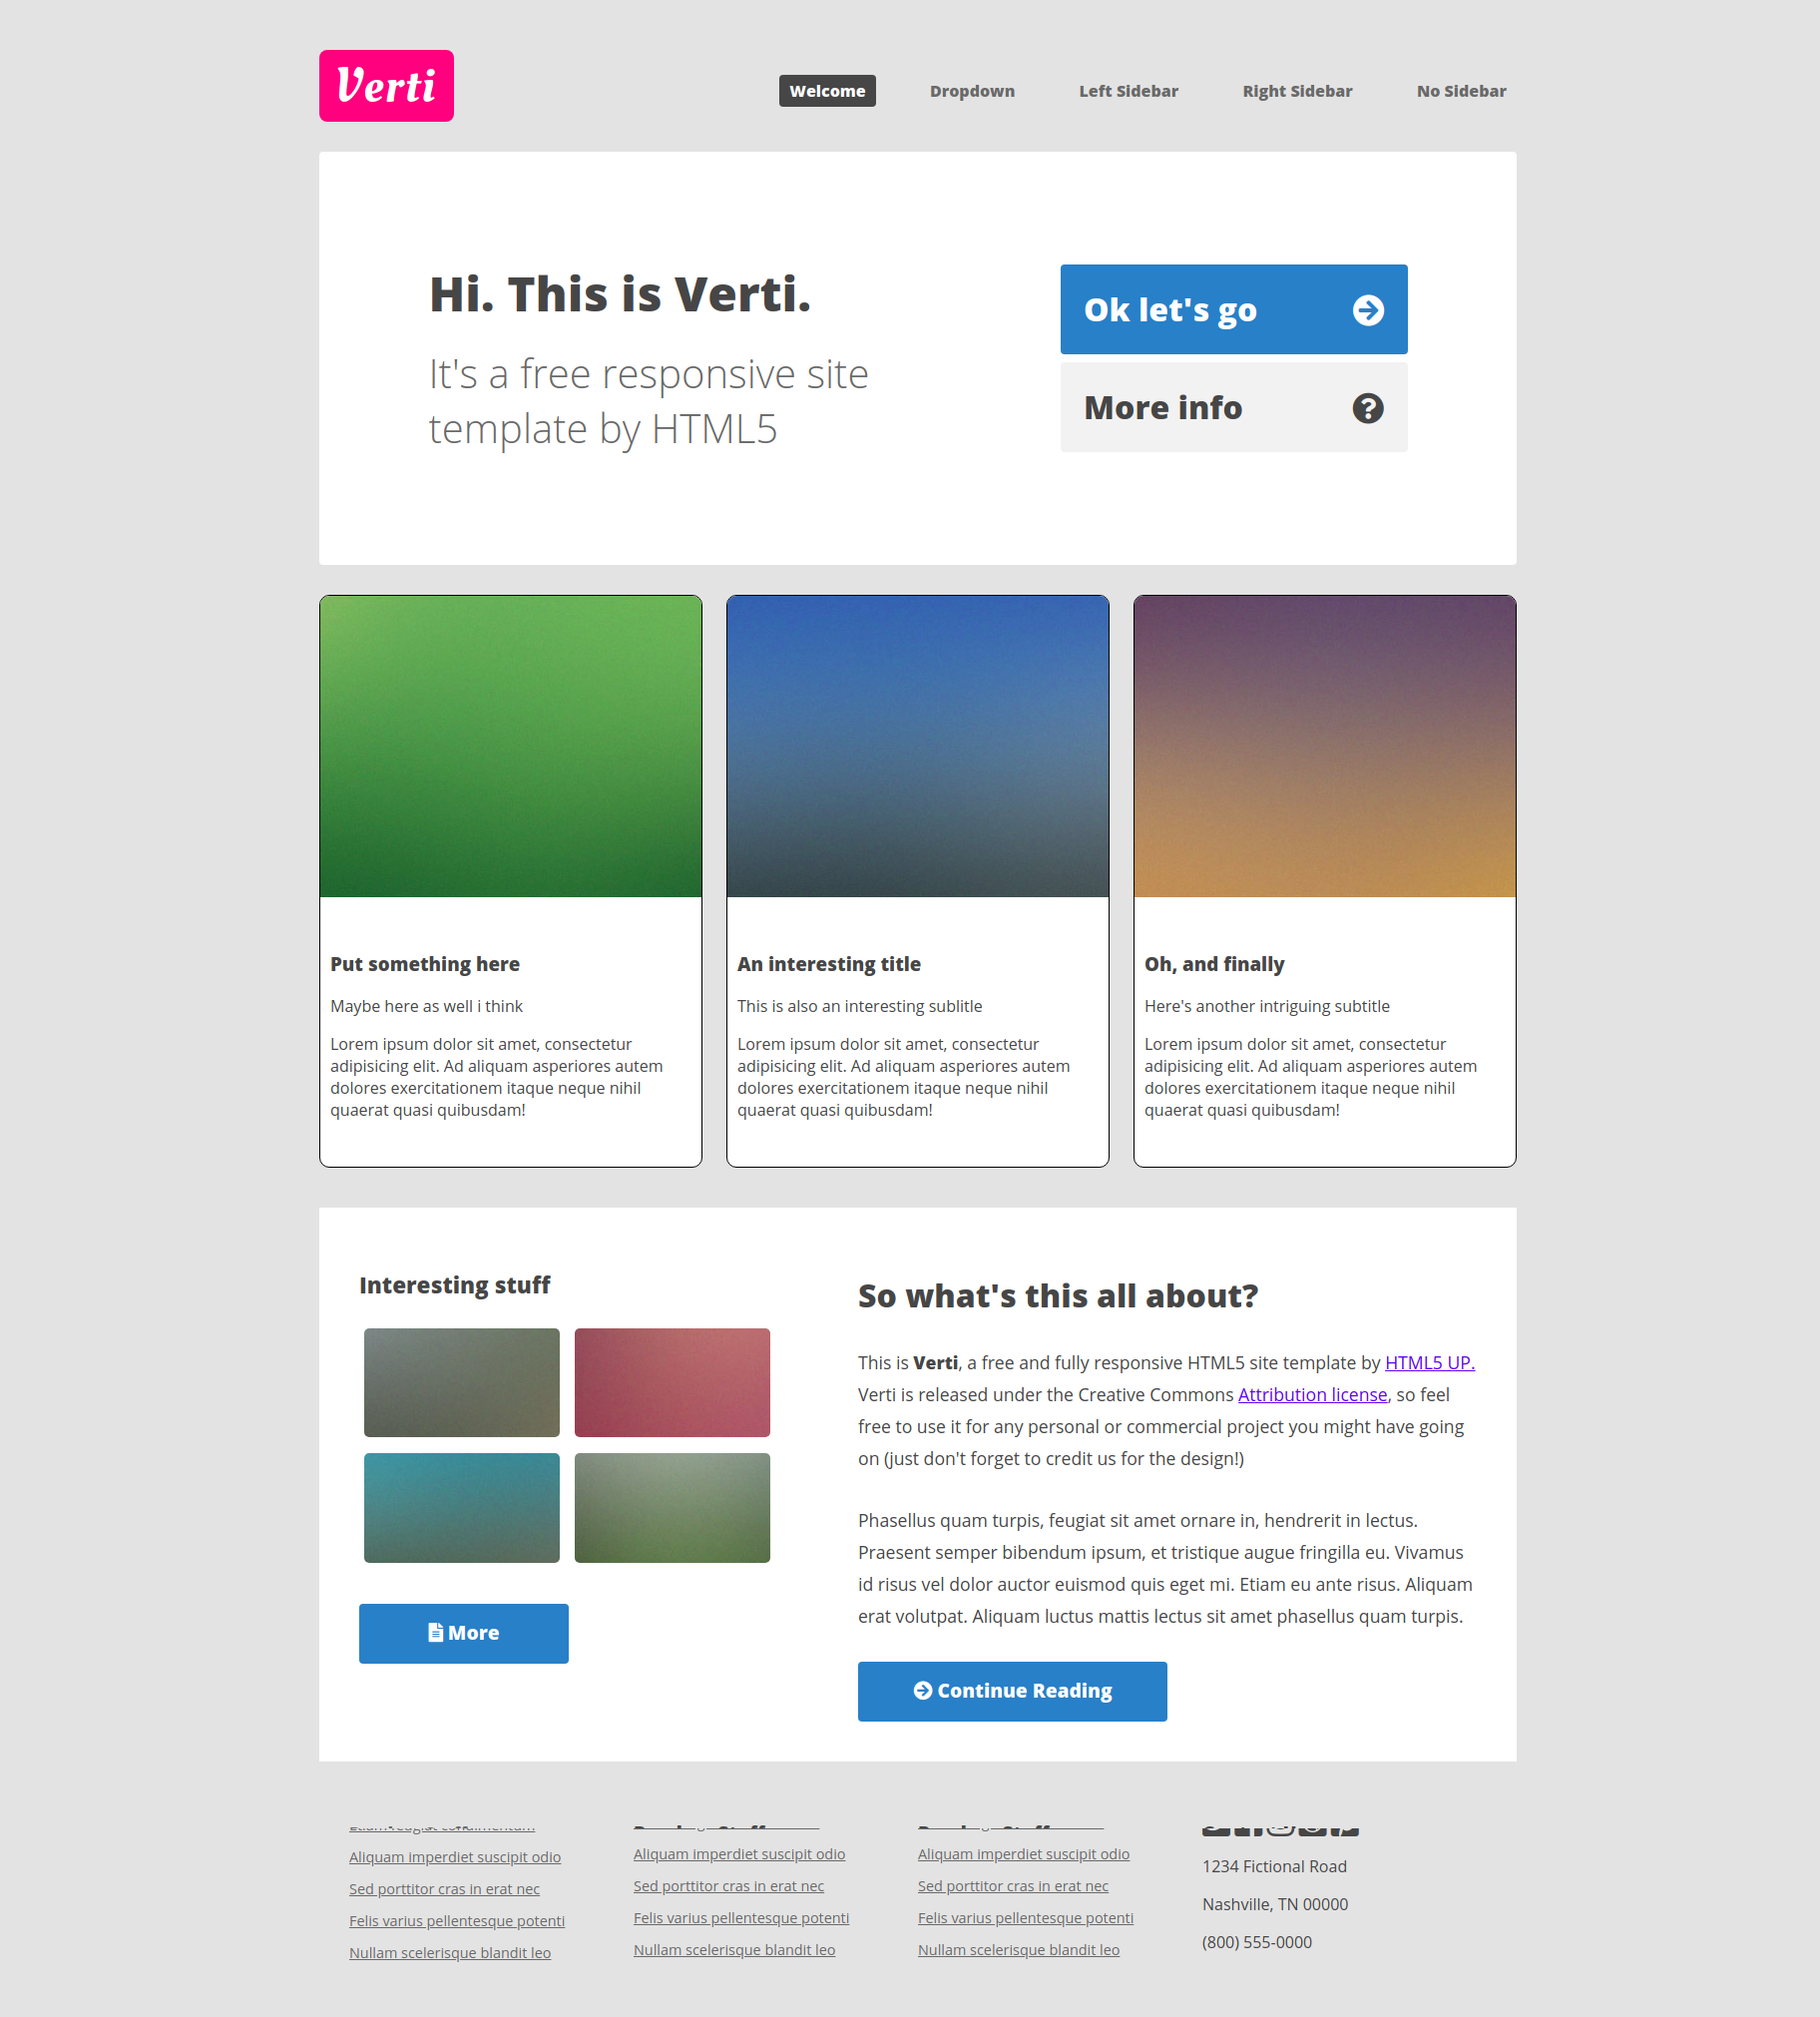 Verti
Welcome
Dropdown
Left Sidebar
Right Sidebar
No Sidebar
Hi. This is Verti.
It's a free responsive site
template by HTML5
Ok let's go
More info
Put something here
Maybe here as well i think
Lorem ipsum dolor sit amet, consectetur
adipisicing elit. Ad aliquam asperiores autem
dolores exercitationem itaque neque nihil
quaerat quasi quibusdam!
An interesting title
This is also an interesting sublitle
Lorem ipsum dolor sit amet, consectetur
adipisicing elit. Ad aliquam asperiores autem
dolores exercitationem itaque neque nihil
quaerat quasi quibusdam!
Oh, and finally
Here's another intriguing subtitle
Lorem ipsum dolor sit amet, consectetur
adipisicing elit. Ad aliquam asperiores autem
dolores exercitationem itaque neque nihil
quaerat quasi quibusdam!
Interesting stuff
More
So what's this all about?
This is Verti, a free and fully responsive HTML5 site template by HTML5 UP.
Verti is released under the Creative Commons Attribution license, so feel
free to use it for any personal or commercial project you might have going
on (just don't forget to credit us for the design!)
Phasellus quam turpis, feugiat sit amet ornare in, hendrerit in lectus.
Praesent semper bibendum ipsum, et tristique augue fringilla eu. Vivamus
id risus vel dolor auctor euismod quis eget mi. Etiam eu ante risus. Aliquam
erat volutpat. Aliquam luctus mattis lectus sit amet phasellus quam turpis.
Continue Reading
Aliquam imperdiet suscipit odio
Sed porttitor cras in erat nec
Felis varius pellentesque potenti
Nullam scelerisque blandit leo
Aliquam imperdiet suscipit odio
Sed porttitor cras in erat nec
Felis varius pellentesque potenti
Nullam scelerisque blandit leo
Aliquam imperdiet suscipit odio
Sed porttitor cras in erat nec
Felis varius pellentesque potenti
Nullam scelerisque blandit leo
1234 Fictional Road
Nashville, TN 00000
(800) 555-0000